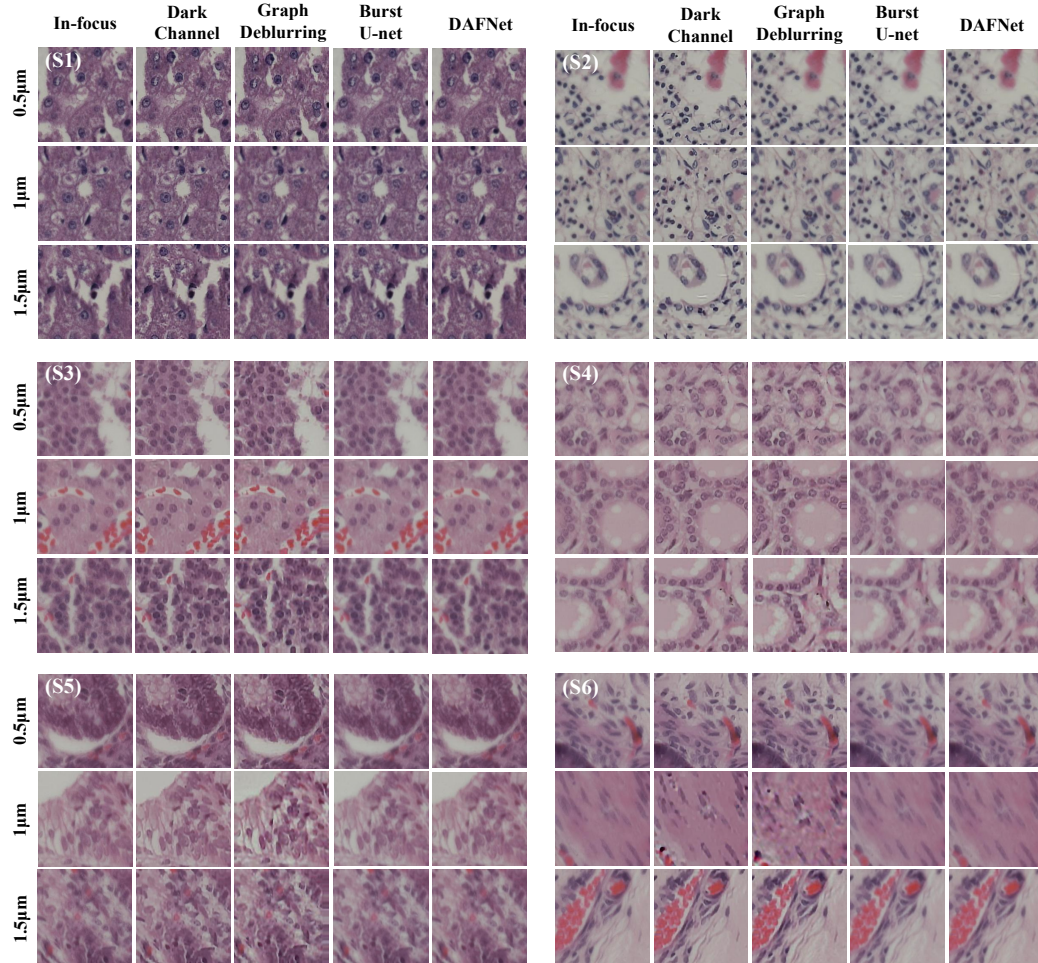 In-focus Dark Channel Graph Deblurring Burst U-net DAFNet
In-focus Dark Channel Graph Deblurring Burst U-net DAFNet
(S1)
0.5μm
1μm
1.5μm
(S2)
(S3)
0.5μm
1μm
1.5μm
(S4)
(S5)
0.5μm
1μm
1.5μm
(S6)